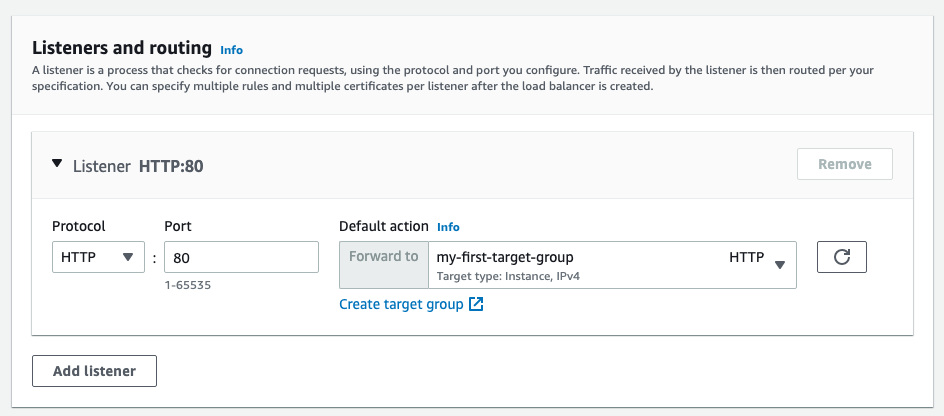 Listeners and routing Info
A listener is a process that checks for connection requests, using the protocol and port you configure. Traffic received by the listener is then routed per your
specification. You can specify multiple rules and multiple certificates per listener after the load balancer is created.
Listener HTTP:80
Remove
Protocol Port Default action Info
HTTP : 80 Forward to my-first-target-group HTTP
Target type: Instance, IPv4
1-65535
Create target group
Add listener